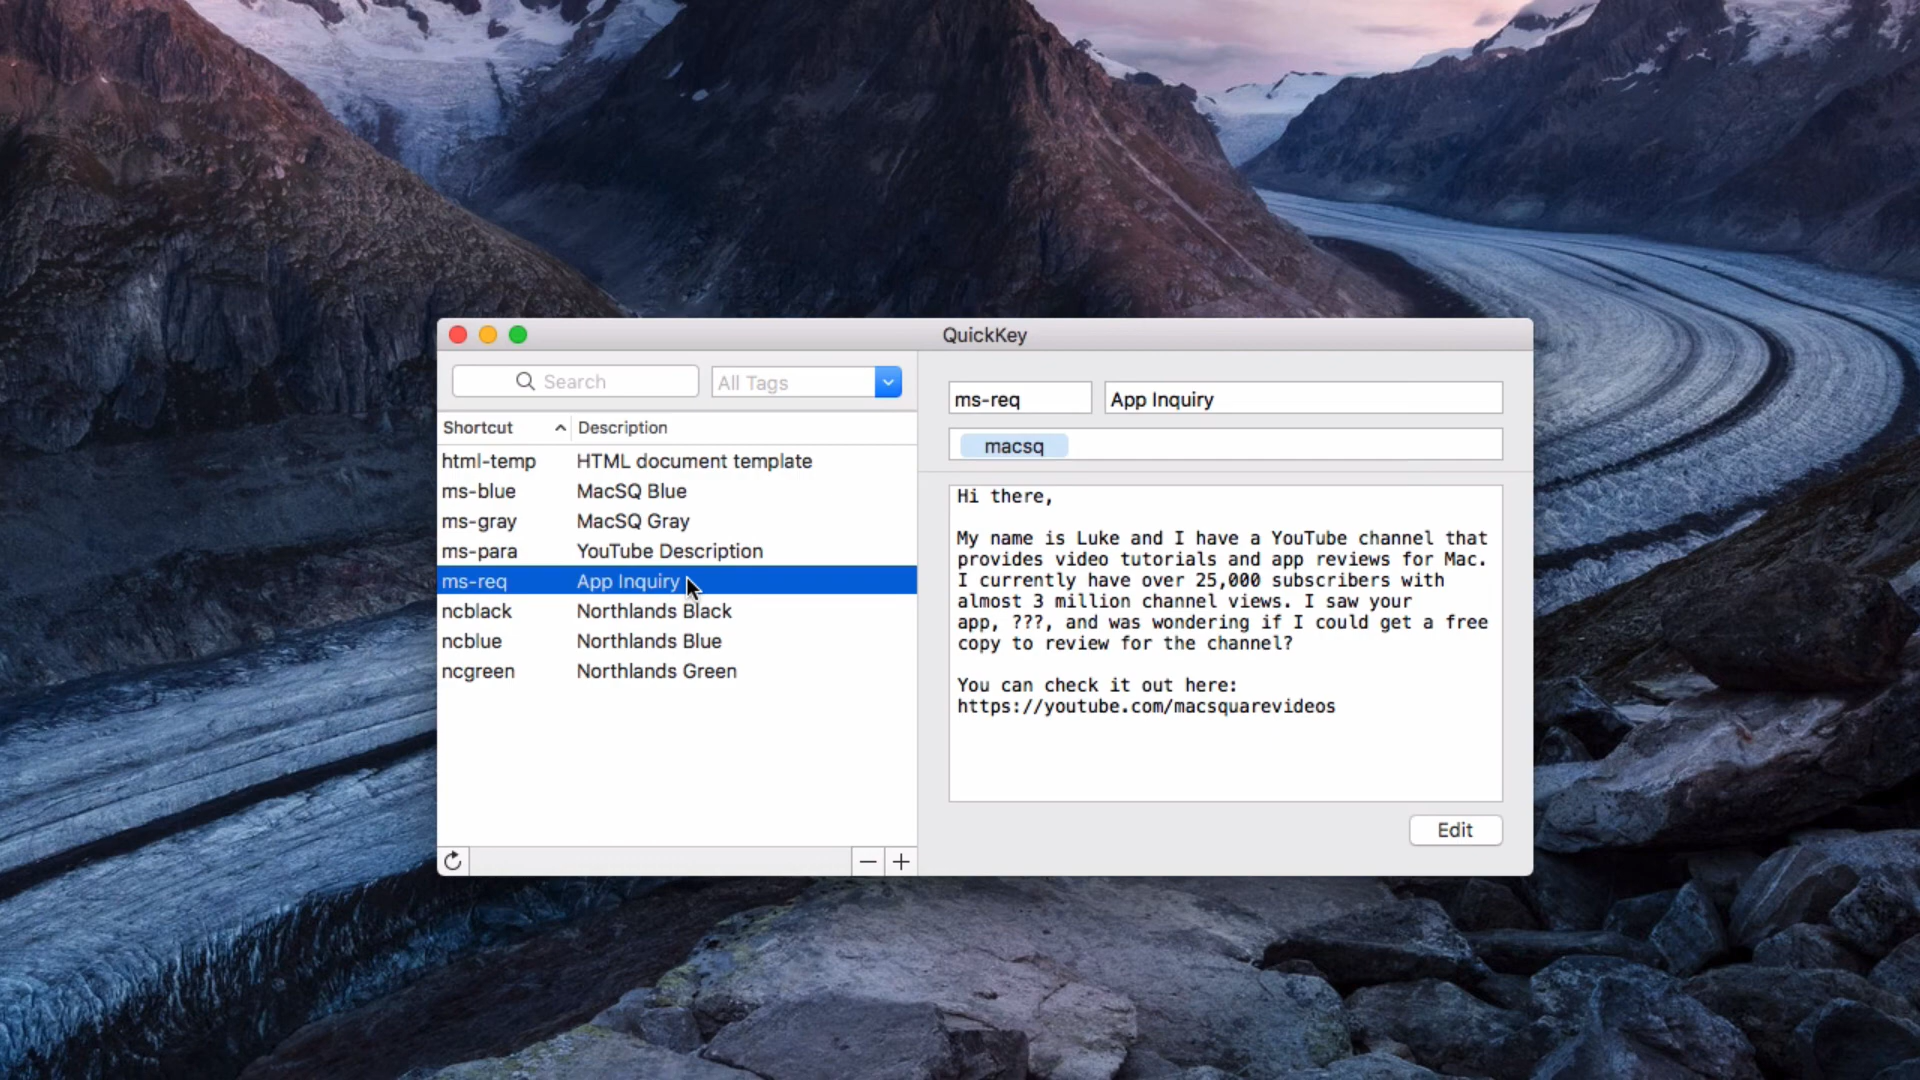 QuickKey
Search
All Tags
Shortcut Description
html-temp HTML document template
ms-blue MacSQ Blue
ms-gray MacSQ Gray
ms-para YouTube Description
ms-req App Inquiry
ncblack Northlands Black
ncblue Northlands Blue
ncgreen Northlands Green
ms-req App Inquiry
macsq
Hi there,
My name is Luke and I have a YouTube channel that
provides video tutorials and app reviews for Mac.
I currently have over 25,000 subscribers with
almost 3 million channel views. I saw your
app, ???, and was wondering if I could get a free
copy to review for the channel?
You can check it out here:
https://youtube.com/macsquarevideos
Edit